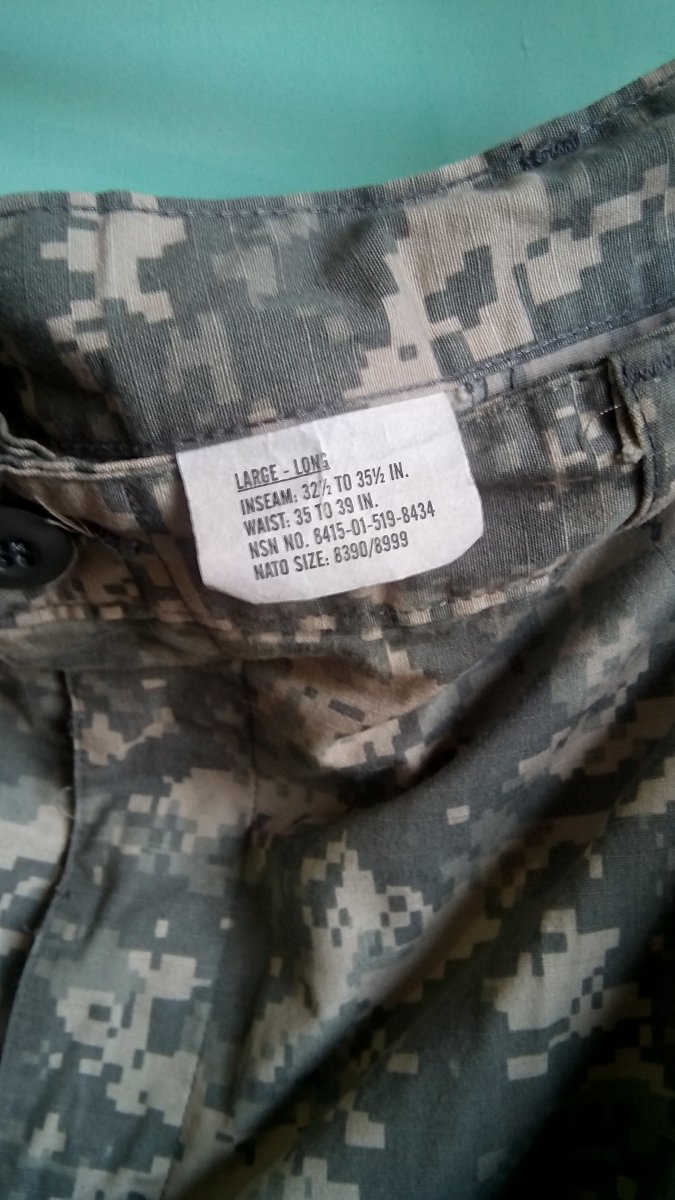 LARGE - LONG
INSEAM: 32½ TO 35½ IN.
WAIST: 35 TO 39 IN.
NSN NO. 8415-01-519-8434
NATO SIZE: 8390/8999